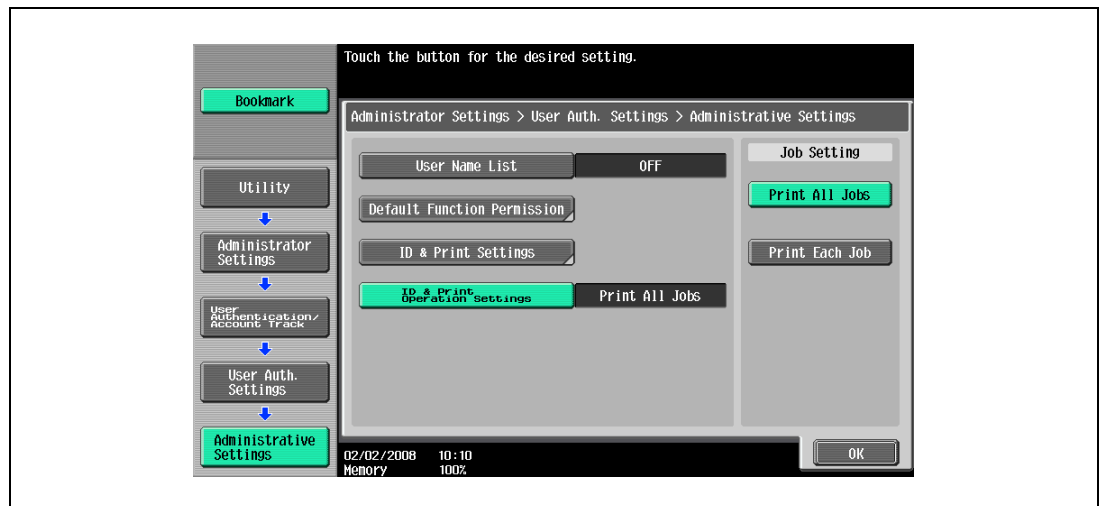 Touch the button for the desired setting.
Bookmark
Administrator Settings > User Auth. Settings > Administrative Settings
User Name List
OFF
Default Function Permission
ID & Print Settings
ID & Print
Operation Settings
Print All Jobs
Job Setting
Print All Jobs
Print Each Job
Utility
Administrator
Settings
User
Authentication/
Account Track
User Auth.
Settings
Administrative
Settings
02/02/2008 10:10
Memory 100%
OK